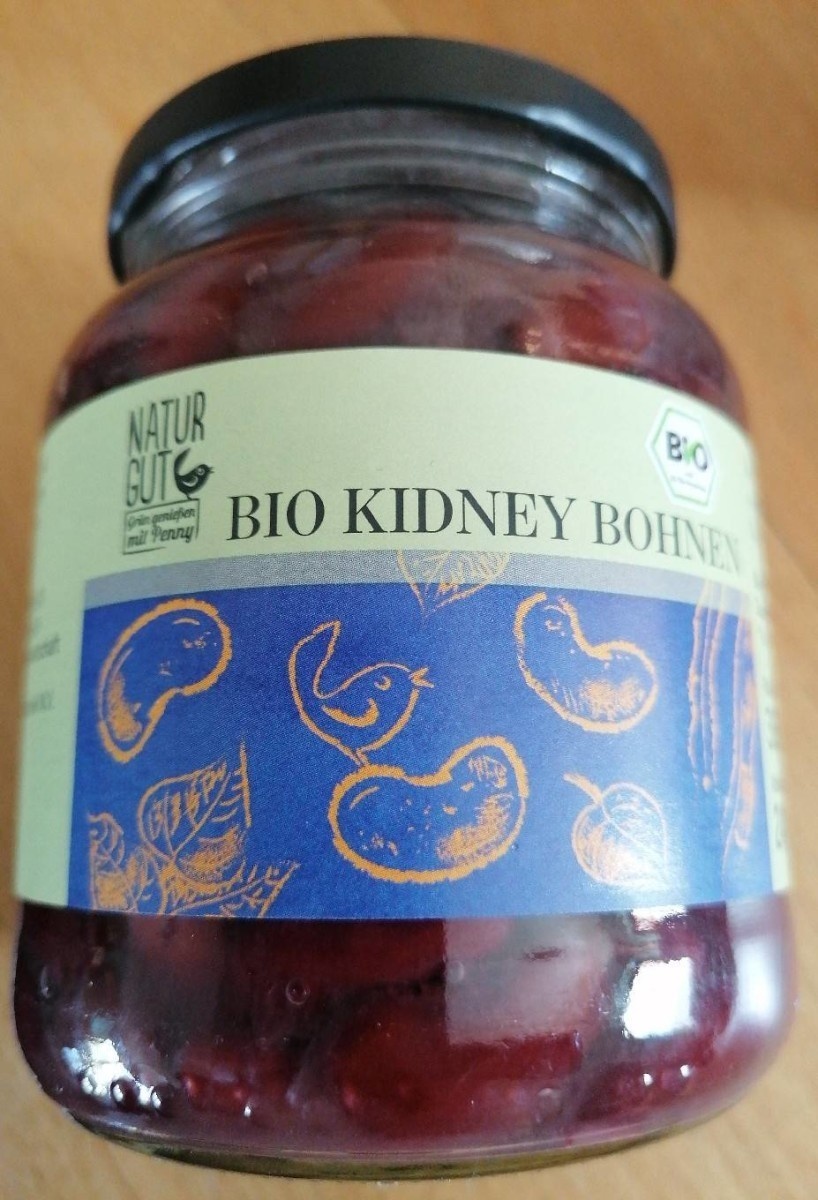 NATUR
GUT
Grün genießen
mit Penny
BIO KIDNEY BOHNEN
BIO